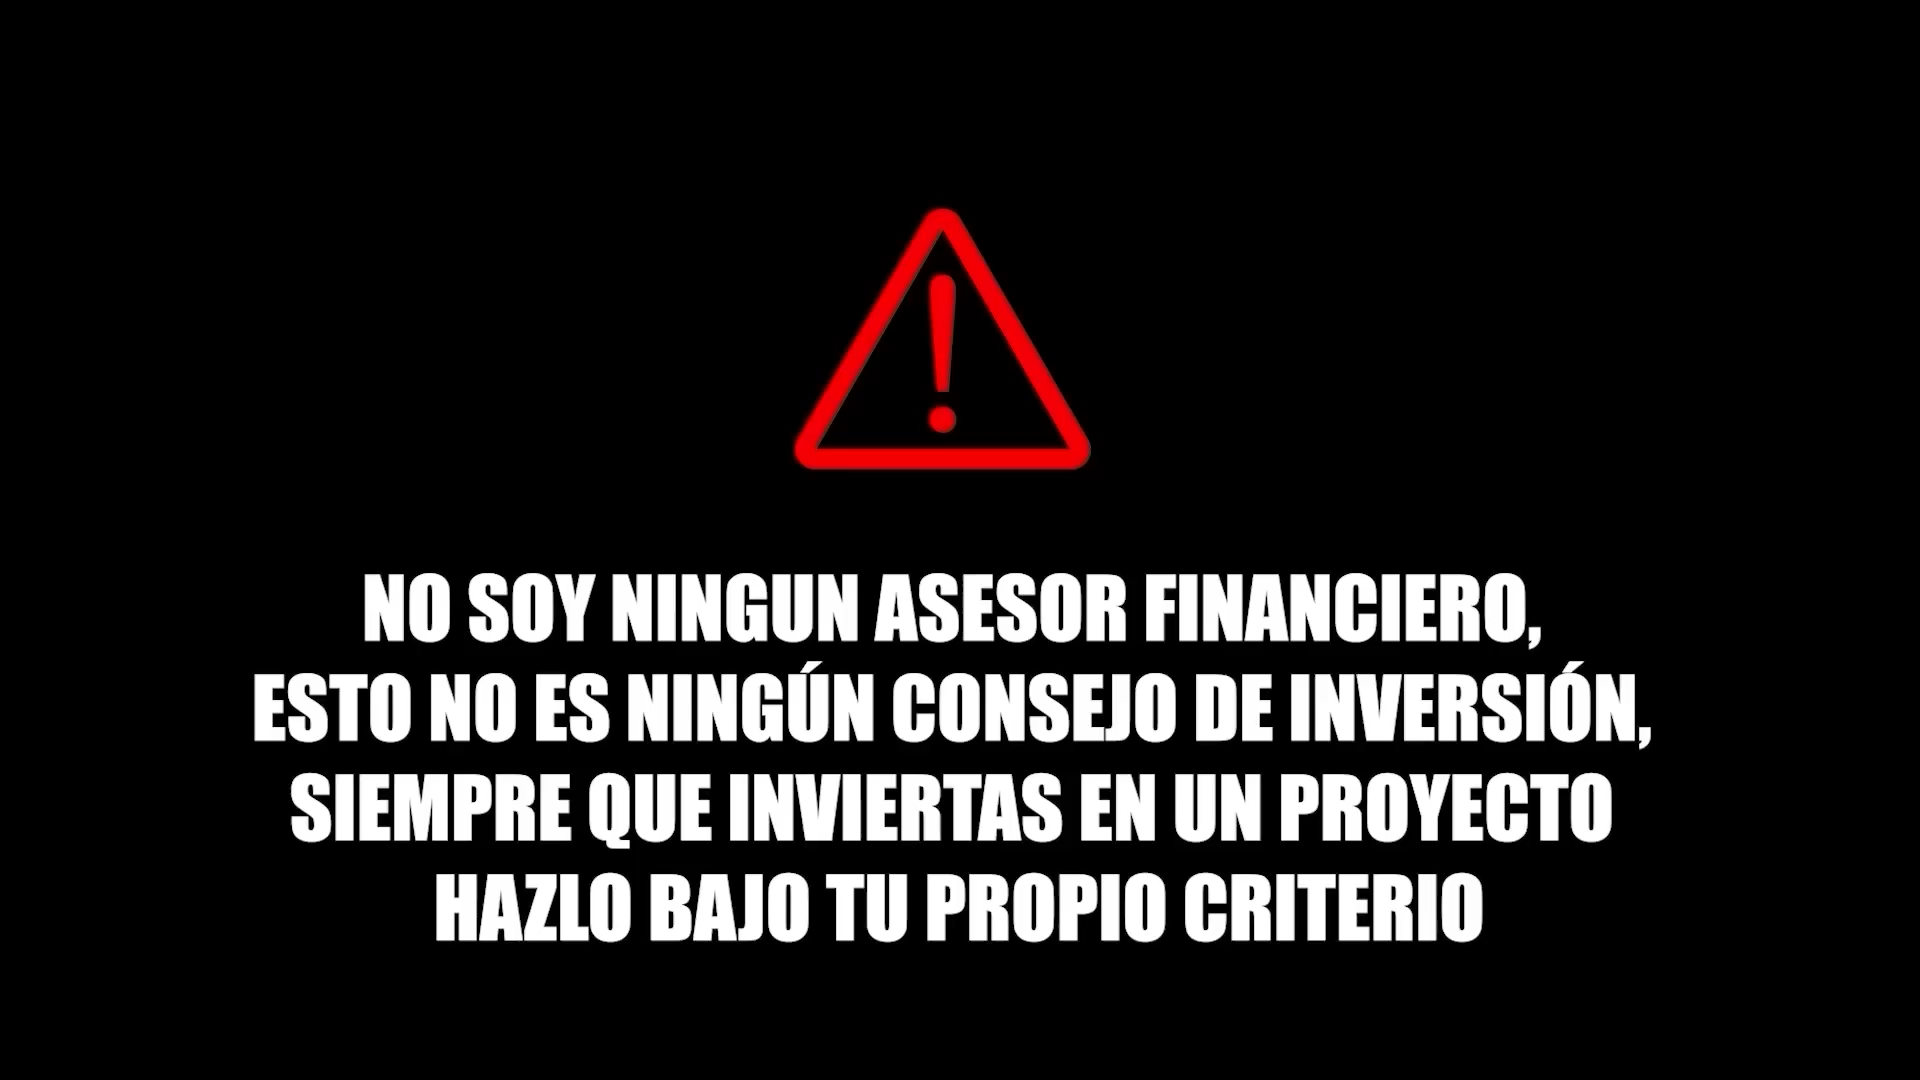 NO SOY NINGUN ASESOR FINANCIERO,
ESTO NO ES NINGÚN CONSEJO DE INVERSIÓN,
SIEMPRE QUE INVIERTAS EN UN PROYECTO
HAZLO BAJO TU PROPIO CRITERIO